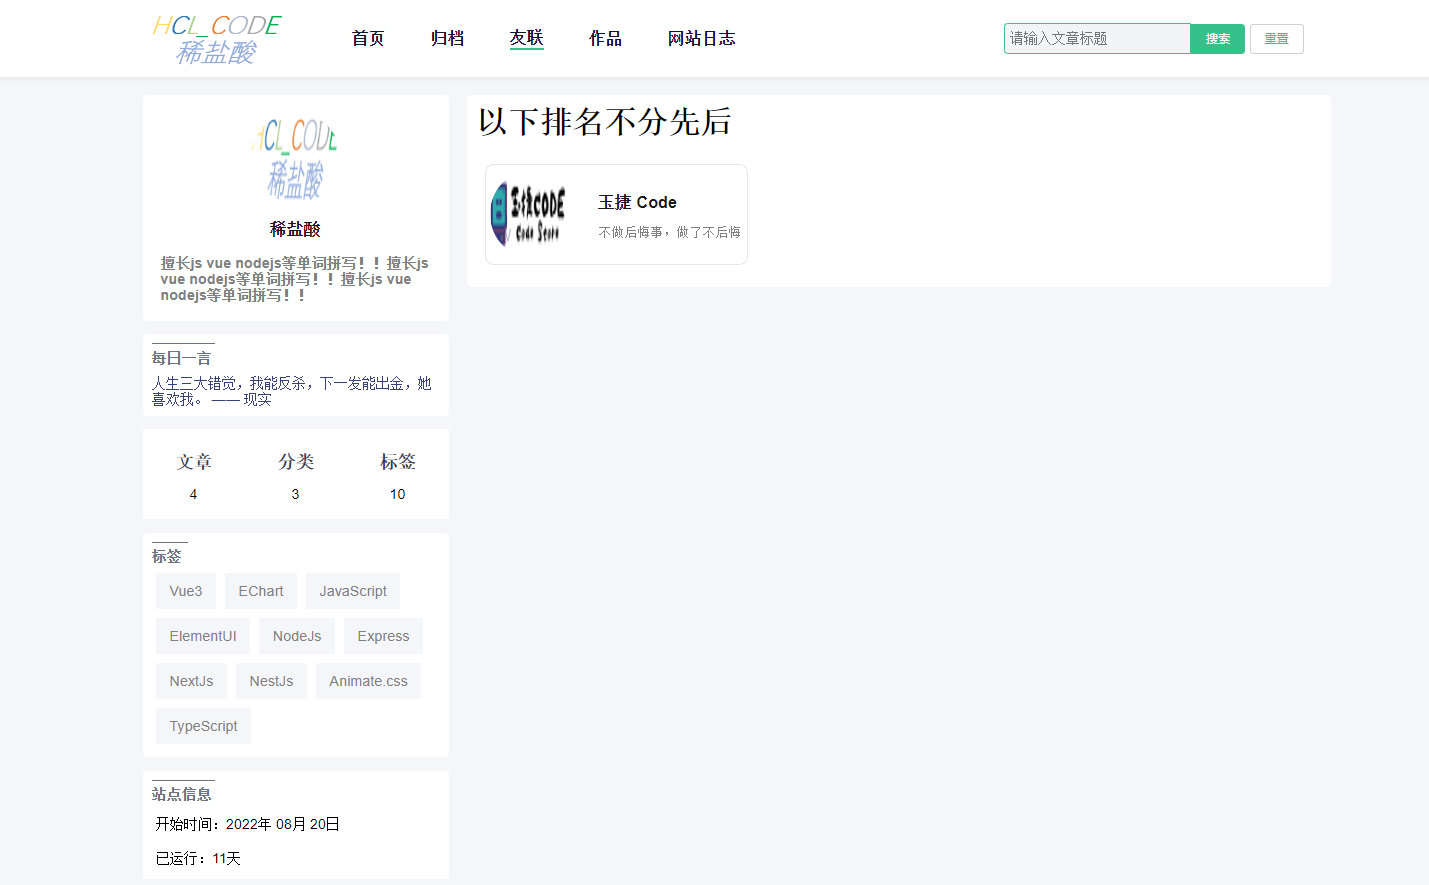 HCL_CODE
稀盐酸
首页
归档
友联
作品
网站日志
请输入文章标题
搜索
重置
HCL_CODE
稀盐酸
稀盐酸
擅长js vue nodejs等单词拼写！！擅长js
vue nodejs等单词拼写！！擅长js vue
nodejs等单词拼写！！
每日一言
人生三大错觉，我能反杀，下一发能出金，她
喜欢我。 —— 现实
文章
分类
标签
4
3
10
标签
Vue3
EChart
JavaScript
ElementUI
NodeJs
Express
NextJs
NestJs
Animate.css
TypeScript
站点信息
开始时间：2022年 08月 20日
已运行：11天
以下排名不分先后
玉捷CODE
Code Store
玉捷 Code
不做后悔事，做了不后悔